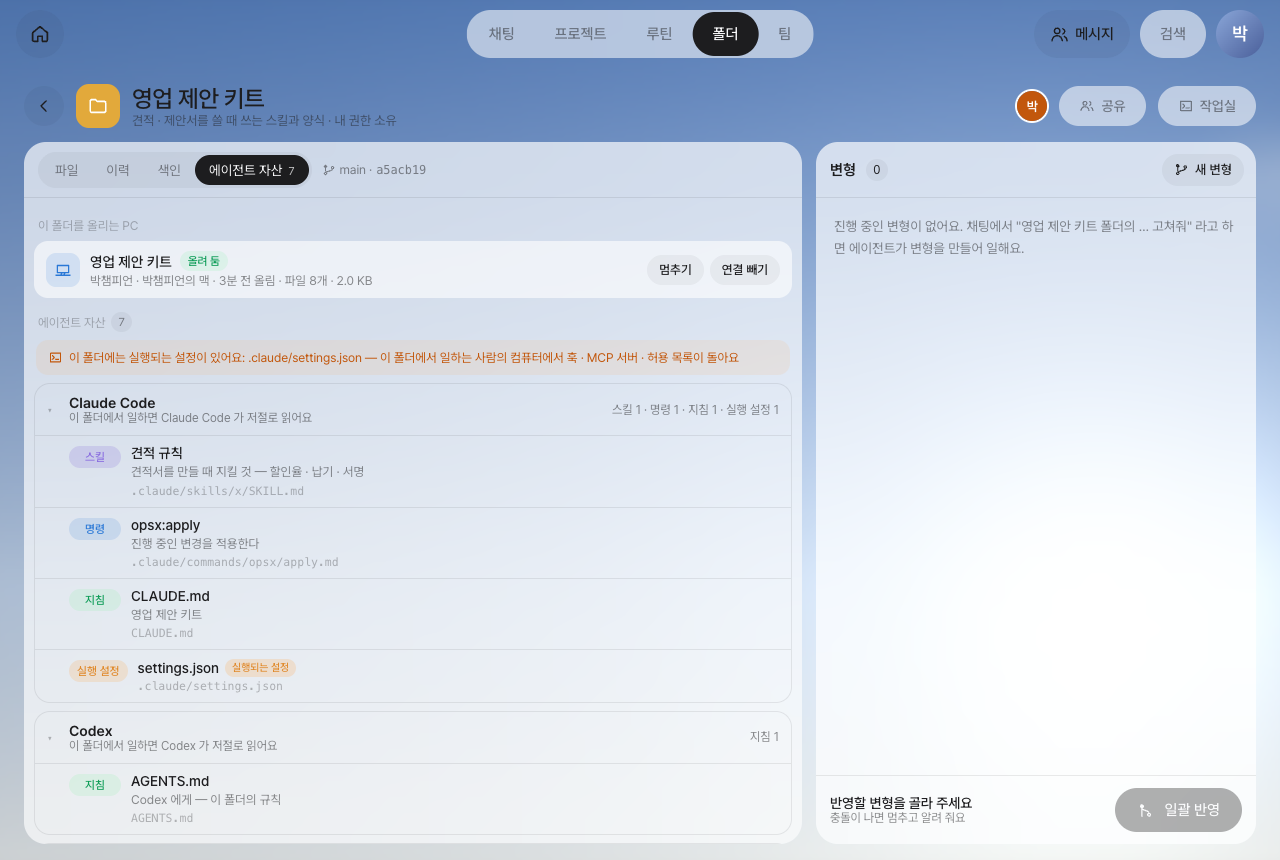 채팅
프로젝트
루틴
폴더
팀
메시지
검색
박
영업 제안 키트
견적 · 제안서를 쓸 때 쓰는 스킬과 양식 · 내 권한 소유
박
공유
작업실
파일
이력
색인
에이전트 자산 7
main · a5acb19
이 폴더를 올리는 PC
영업 제안 키트 올려 둠
박챔피언 · 박챔피언의 맥 · 3분 전 올림 · 파일 8개 · 2.0 KB
멈추기
연결 빼기
에이전트 자산 7
이 폴더에는 실행되는 설정이 있어요: .claude/settings.json — 이 폴더에서 일하는 사람의 컴퓨터에서 훅 · MCP 서버 · 허용 목록이 돌아요
Claude Code
이 폴더에서 일하면 Claude Code 가 저절로 읽어요
스킬 1 · 명령 1 · 지침 1 · 실행 설정 1
스킬
견적 규칙
견적서를 만들 때 지킬 것 — 할인율 · 납기 · 서명
.claude/skills/x/SKILL.md
명령
opsx:apply
진행 중인 변경을 적용한다
.claude/commands/opsx/apply.md
지침
CLAUDE.md
영업 제안 키트
CLAUDE.md
실행 설정
settings.json 실행되는 설정
.claude/settings.json
Codex
이 폴더에서 일하면 Codex 가 저절로 읽어요
지침 1
지침
AGENTS.md
Codex 에게 — 이 폴더의 규칙
AGENTS.md
변형 0
새 변형
진행 중인 변형이 없어요. 채팅에서 "영업 제안 키트 폴더의 … 고쳐줘" 라고 하
면 에이전트가 변형을 만들어 일해요.
반영할 변형을 골라 주세요
충돌이 나면 멈추고 알려 줘요
일괄 반영